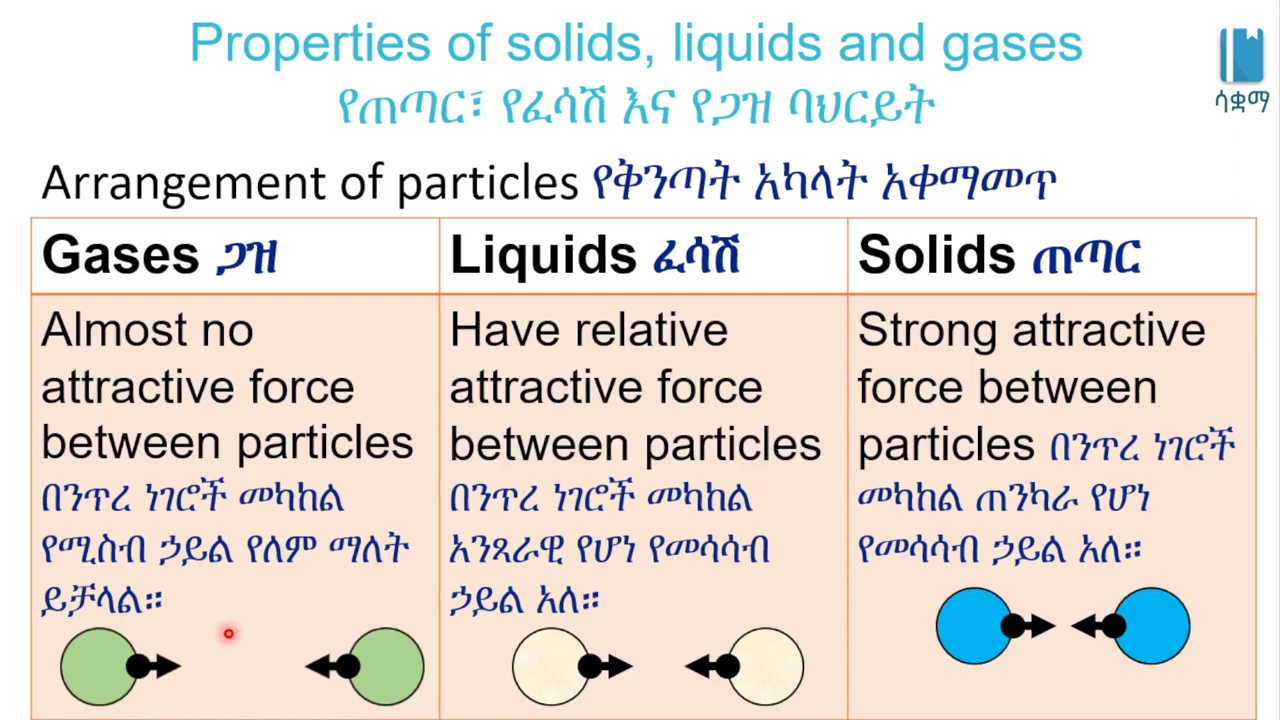 Properties of solids, liquids and gases
የጠጣር፣ የፈሳሽ እና የጋዝ ባህርይት
ሳቋማ
Arrangement of particles የቅንጣት አካላት አቀማመጥ
Gases ጋዝ
Almost no
attractive force
between particles
በንጥረ ነገሮች መካከል
የሚስብ ኃይል የለም ማለት
ይቻላል።
Liquids ፈሳሽ
Have relative
attractive force
between particles
በንጥረ ነገሮች መካከል
አንጻራዊ የሆነ የመሳሳብ
ኃይል አለ።
Solids ጠጣር
Strong attractive
force between
particles በንጥረ ነገሮች
መካከል ጠንካራ የሆነ
የመሳሳብ ኃይል አለ።